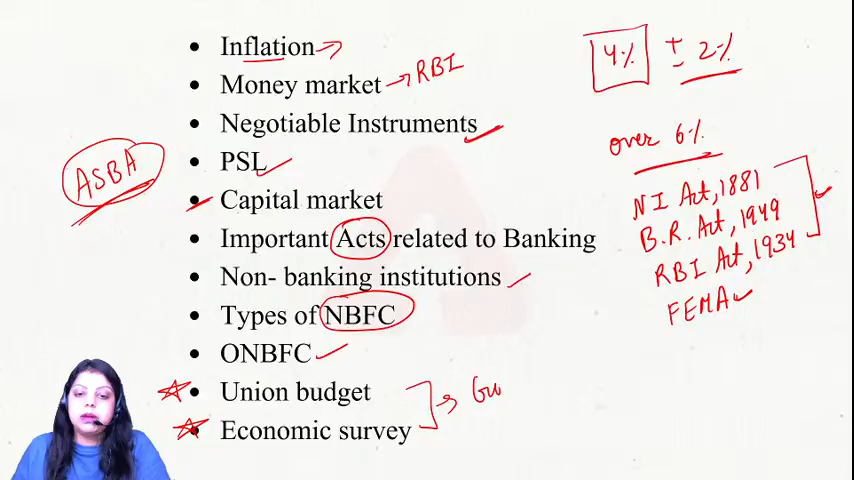 Inflation
Money market → RBI
Negotiable Instruments
PSL
Capital market
Important Acts related to Banking
Non- banking institutions
Types of NBFC
ONBFC
Union budget
Economic survey
ASBA
4% ± 2%
over 6%
NI Act, 1881
B.R. Act, 1949
RBI Act, 1934
FEMA